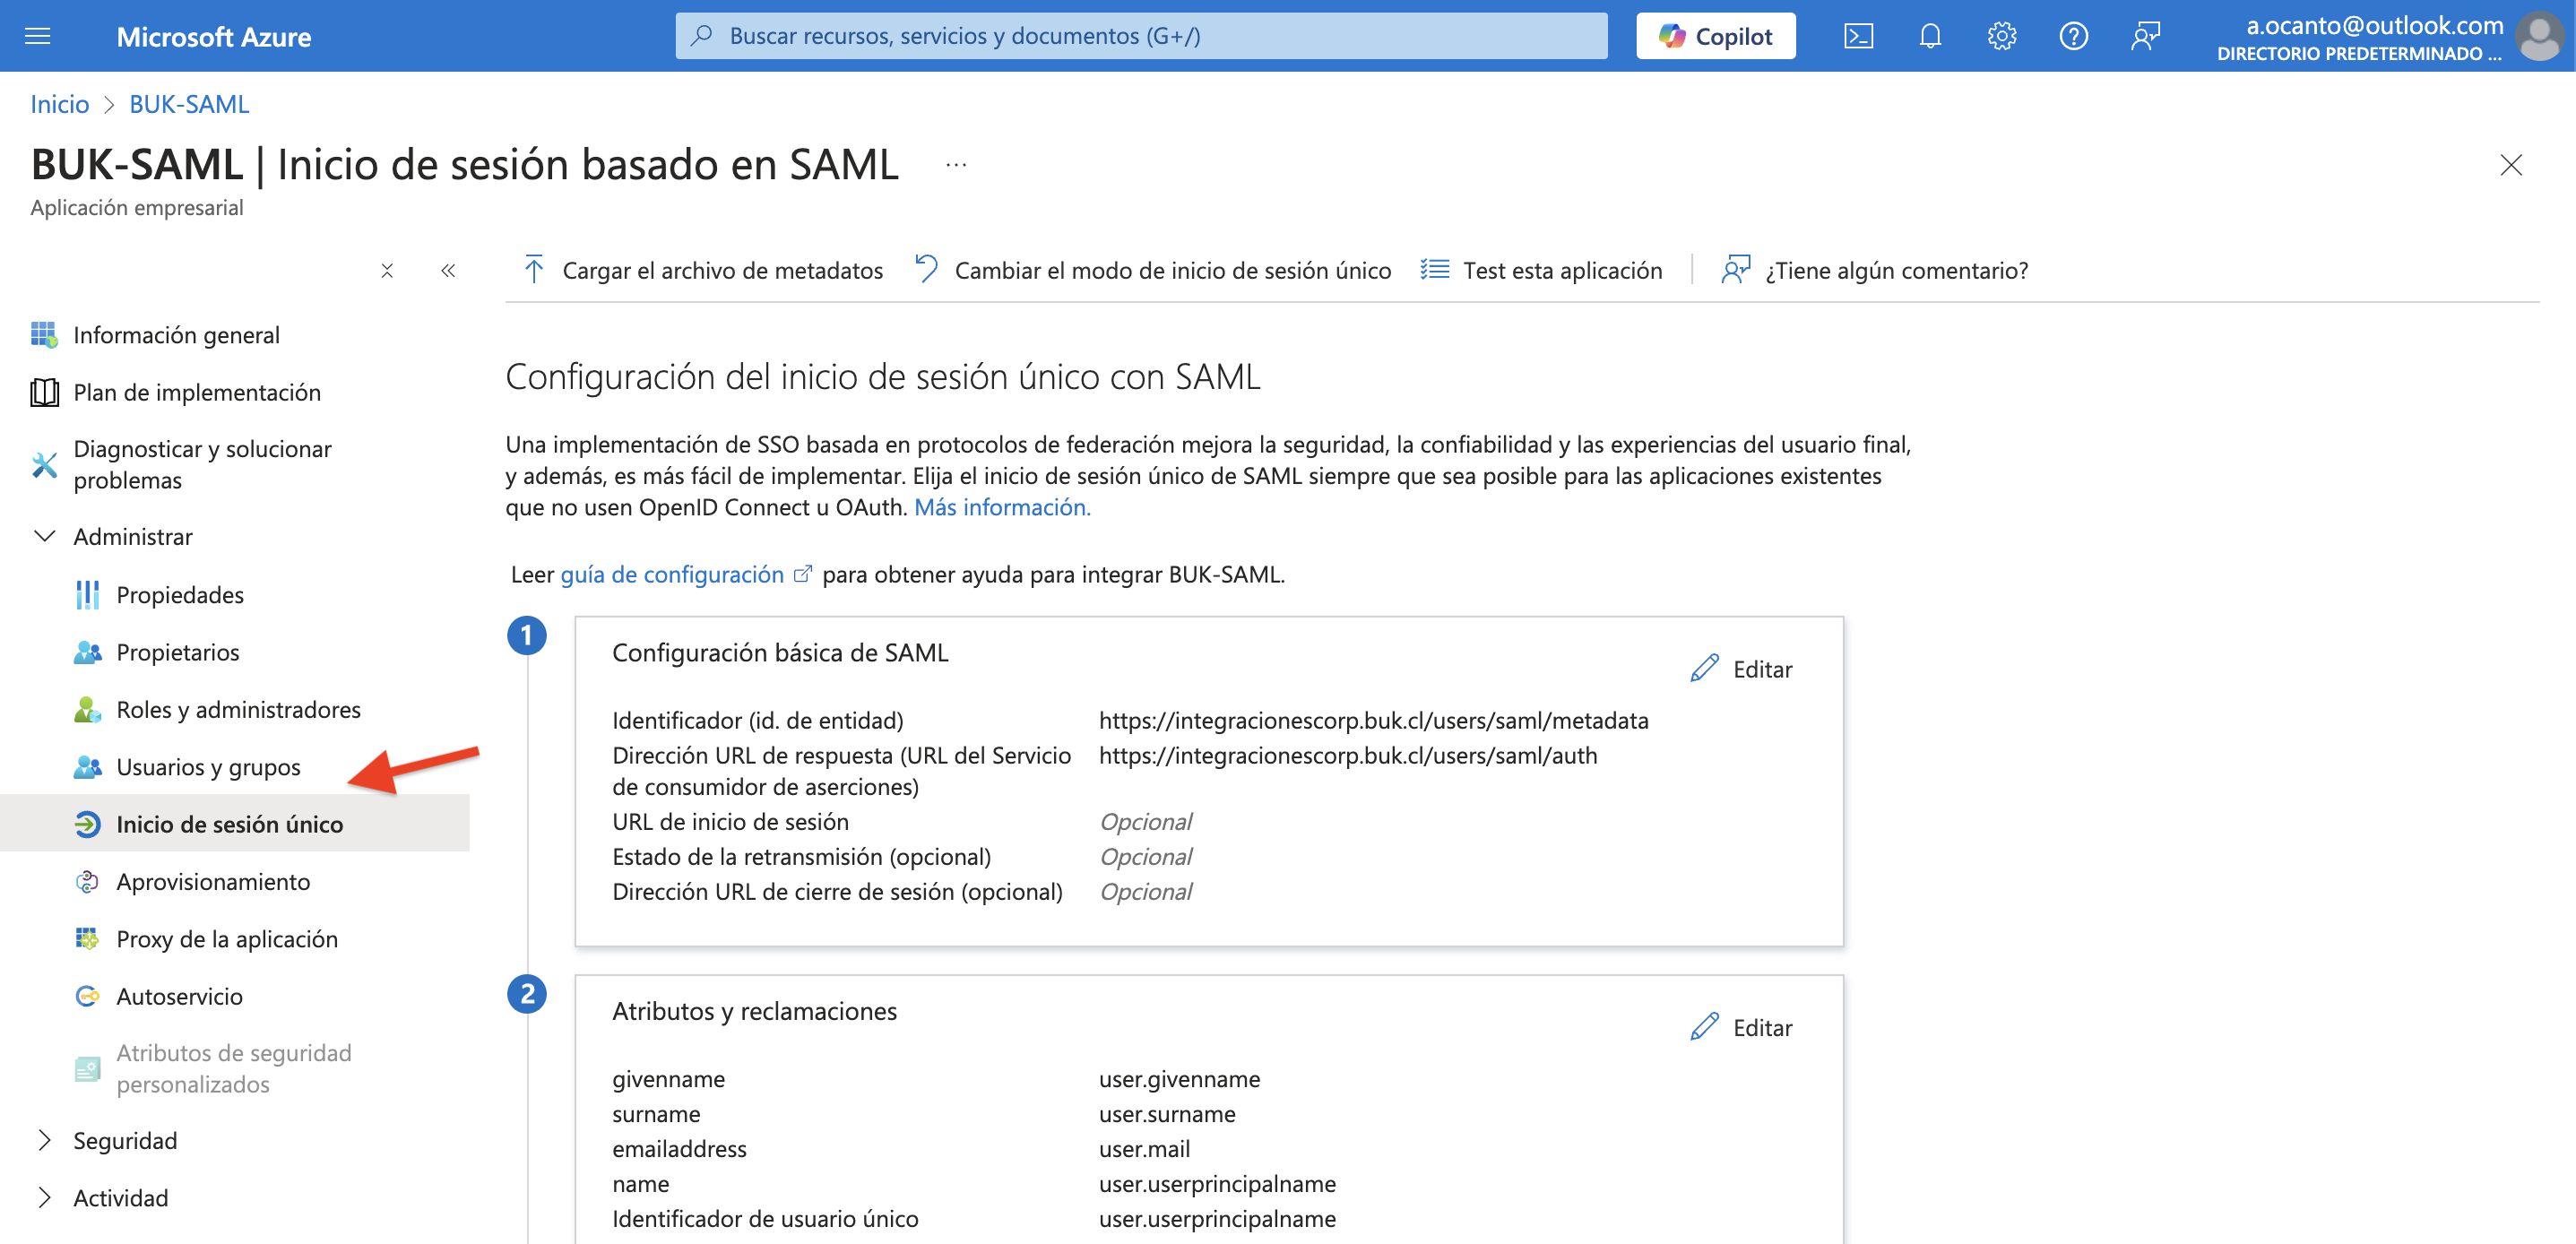 Microsoft Azure
Buscar recursos, servicios y documentos (G+/)
Copilot
a.ocanto@outlook.com
DIRECTORIO PREDETERMINADO ...
Inicio > BUK-SAML
BUK-SAML | Inicio de sesión basado en SAML ...
Aplicación empresarial
Cargar el archivo de metadatos
Cambiar el modo de inicio de sesión único
Test esta aplicación
¿Tiene algún comentario?
Información general
Plan de implementación
Diagnosticar y solucionar
problemas
Administrar
Propiedades
Propietarios
Roles y administradores
Usuarios y grupos
Inicio de sesión único
Aprovisionamiento
Proxy de la aplicación
Autoservicio
Atributos de seguridad
personalizados
Seguridad
Actividad
Configuración del inicio de sesión único con SAML
Una implementación de SSO basada en protocolos de federación mejora la seguridad, la confiabilidad y las experiencias del usuario final,
y además, es más fácil de implementar. Elija el inicio de sesión único de SAML siempre que sea posible para las aplicaciones existentes
que no usen OpenID Connect u OAuth. Más información.
Leer guía de configuración para obtener ayuda para integrar BUK-SAML.
1
Configuración básica de SAML
Editar
Identificador (id. de entidad) https://integracionescorp.buk.cl/users/saml/metadata
Dirección URL de respuesta (URL del Servicio https://integracionescorp.buk.cl/users/saml/auth
de consumidor de aserciones)
URL de inicio de sesión Opcional
Estado de la retransmisión (opcional) Opcional
Dirección URL de cierre de sesión (opcional) Opcional
2
Atributos y reclamaciones
Editar
givenname user.givenname
surname user.surname
emailaddress user.mail
name user.userprincipalname
Identificador de usuario único user.userprincipalname